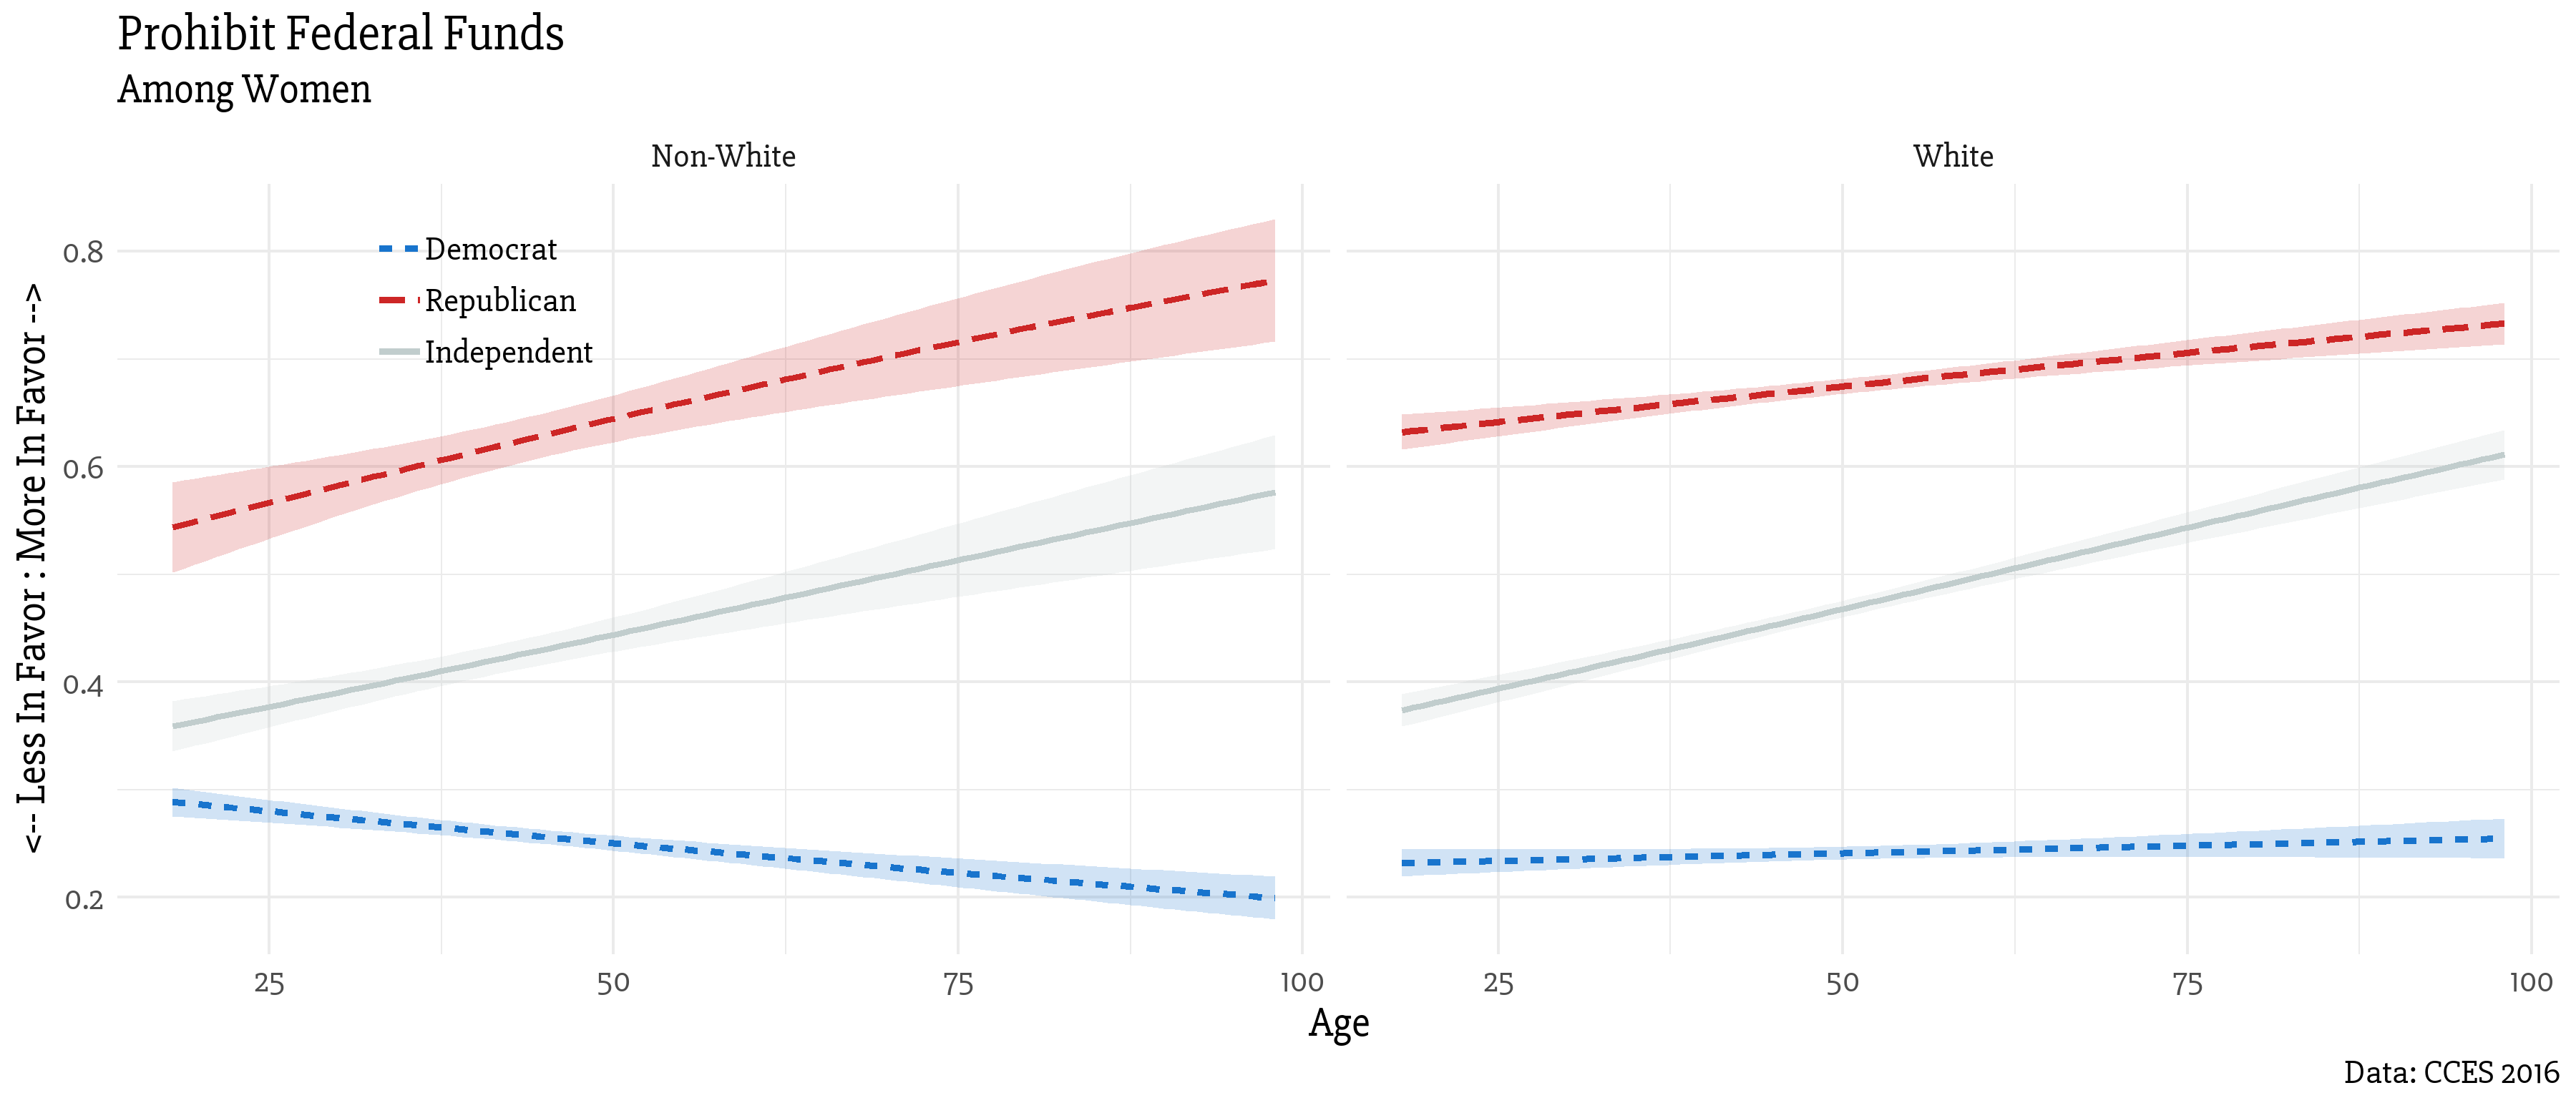 Prohibit Federal Funds
Among Women
Non-White
White
Democrat
Republican
Independent
<-- Less In Favor : More In Favor -->
0.8
0.6
0.4
0.2
25 50 75 100
25 50 75 100
Age
Data: CCES 2016